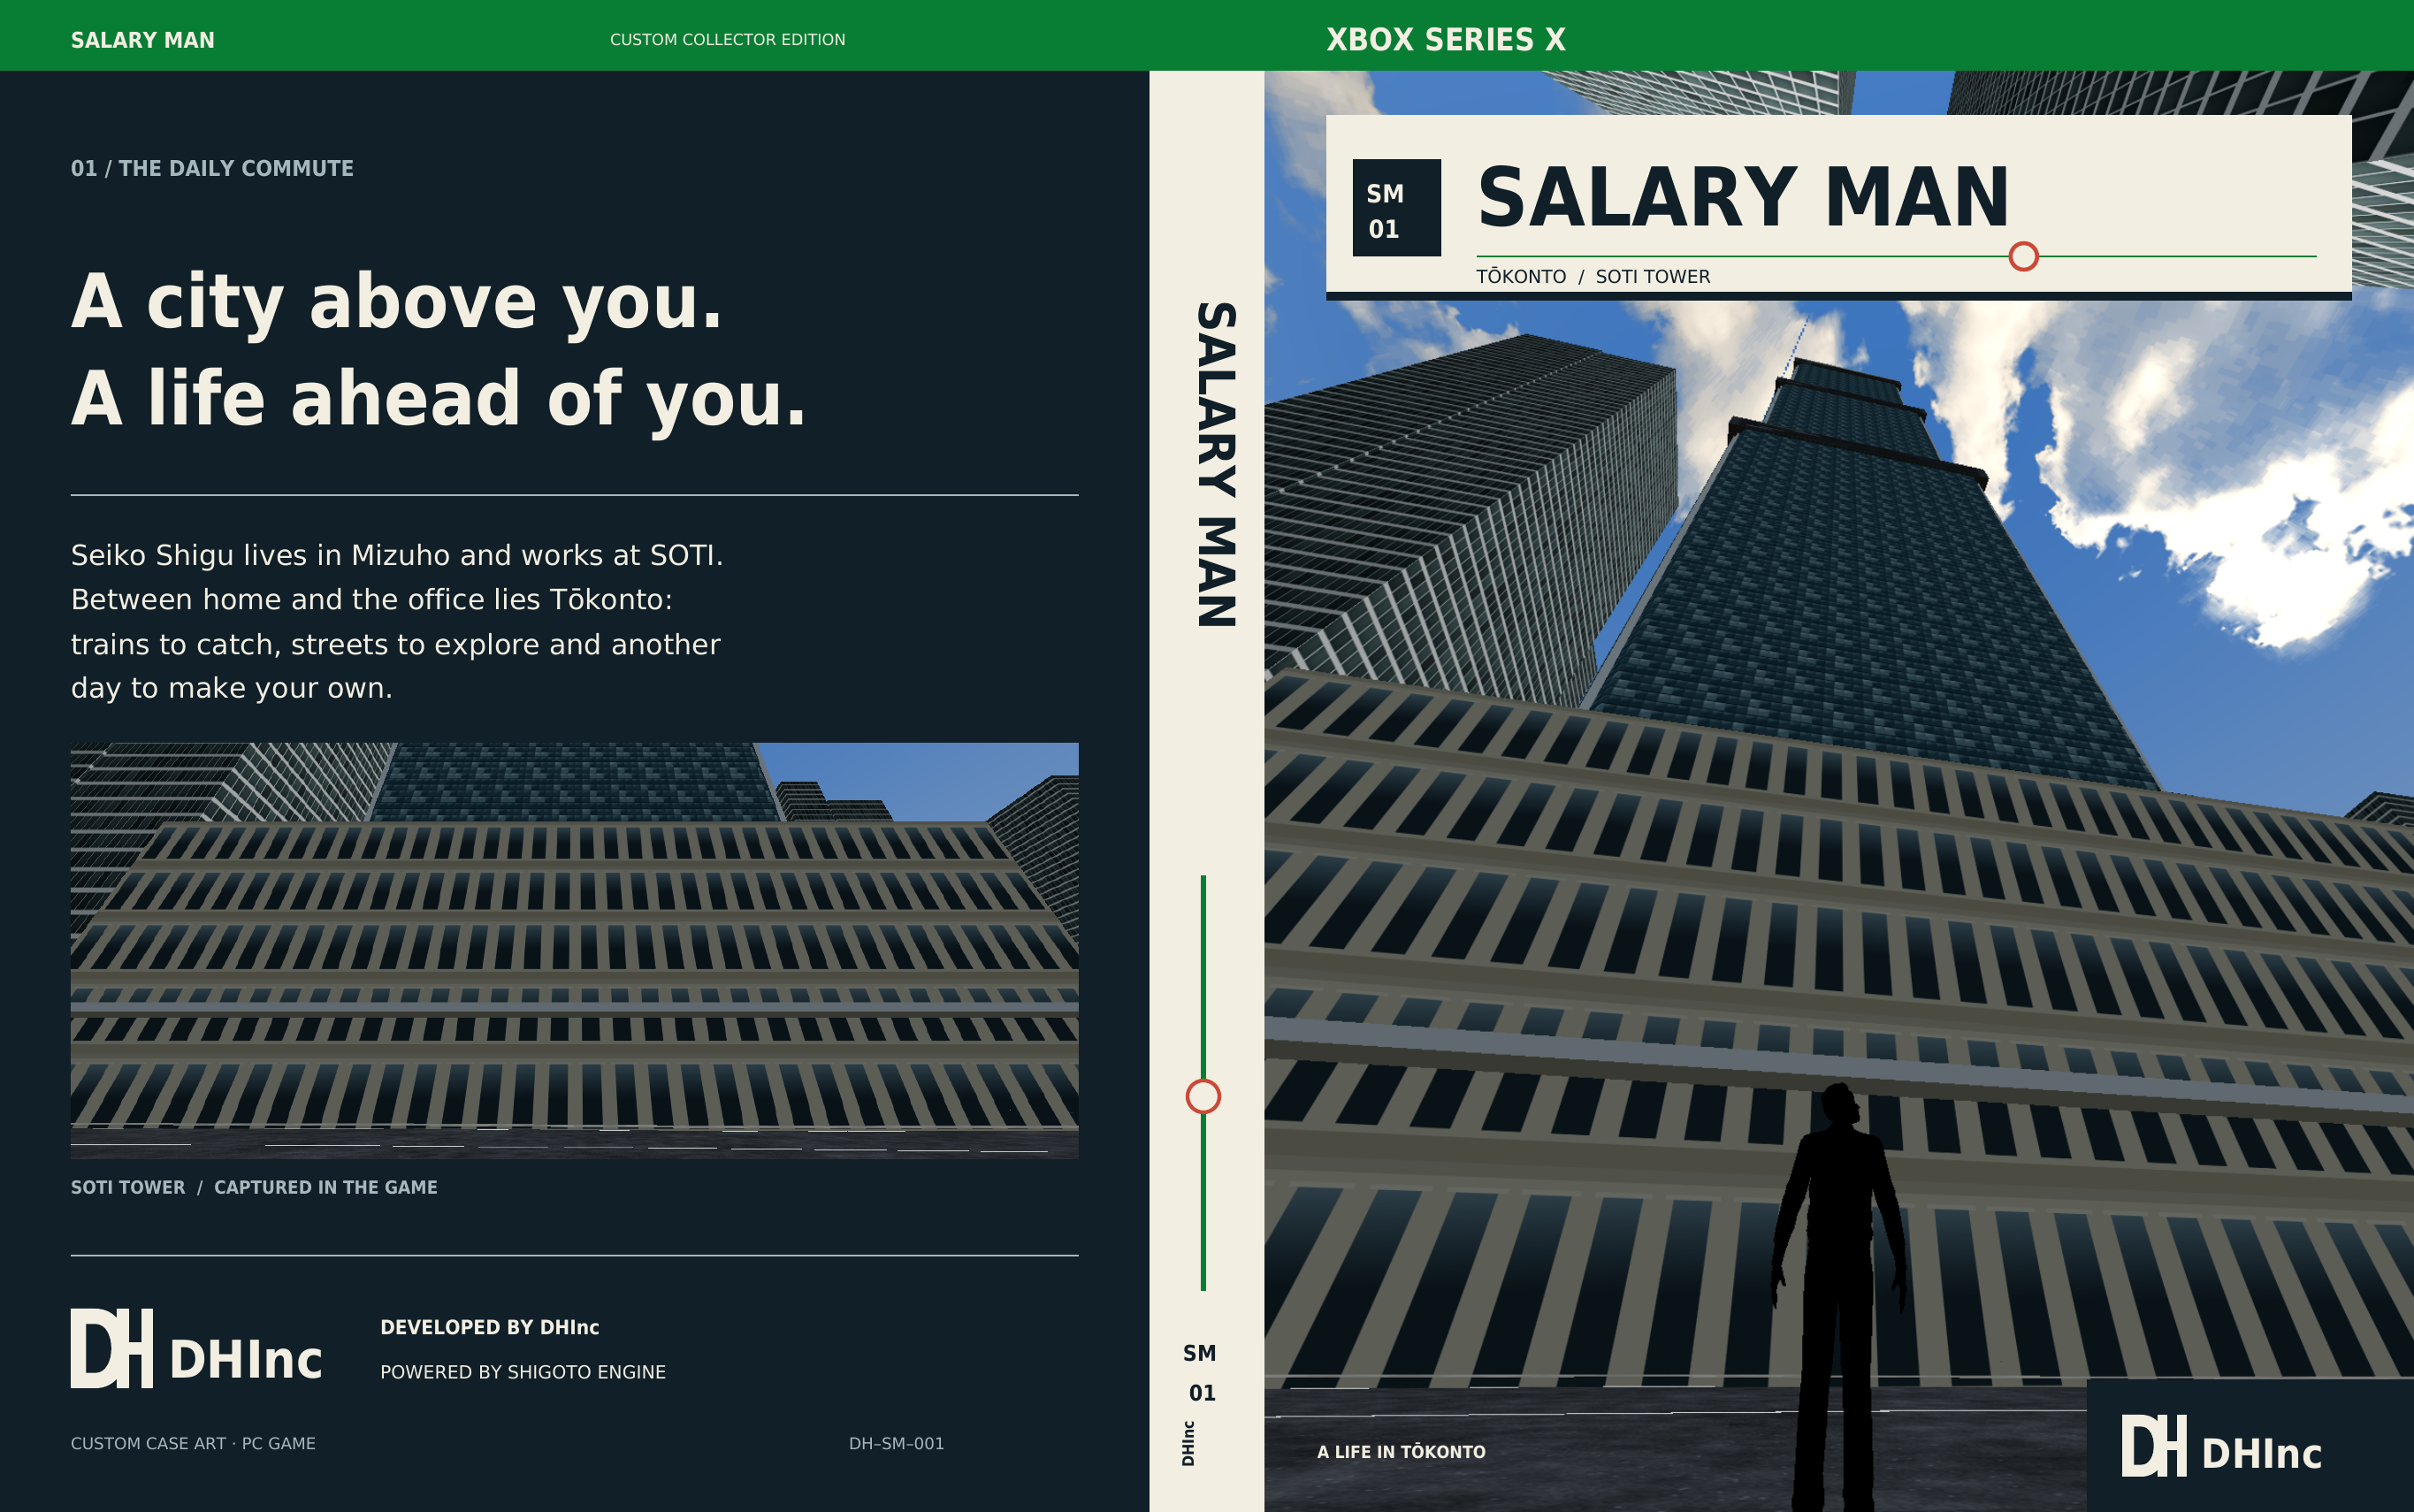 SALARY MAN
CUSTOM COLLECTOR EDITION
XBOX SERIES X
01 / THE DAILY COMMUTE
A city above you.
A life ahead of you.
Seiko Shigu lives in Mizuho and works at SOTI.
Between home and the office lies Tōkonto:
trains to catch, streets to explore and another
day to make your own.
SOTI TOWER / CAPTURED IN THE GAME
DH DHInc
DEVELOPED BY DHInc
POWERED BY SHIGOTO ENGINE
CUSTOM CASE ART · PC GAME
DH–SM–001
SALARY MAN
SM
01
DHInc
SM
01
SALARY MAN
TŌKONTO / SOTI TOWER
A LIFE IN TŌKONTO
DH DHInc